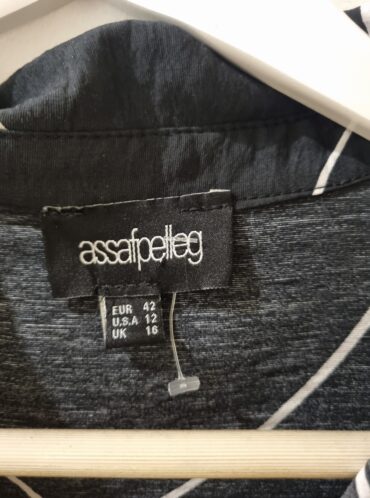 assafpelleg
EUR 42
U.S.A 12
UK 16